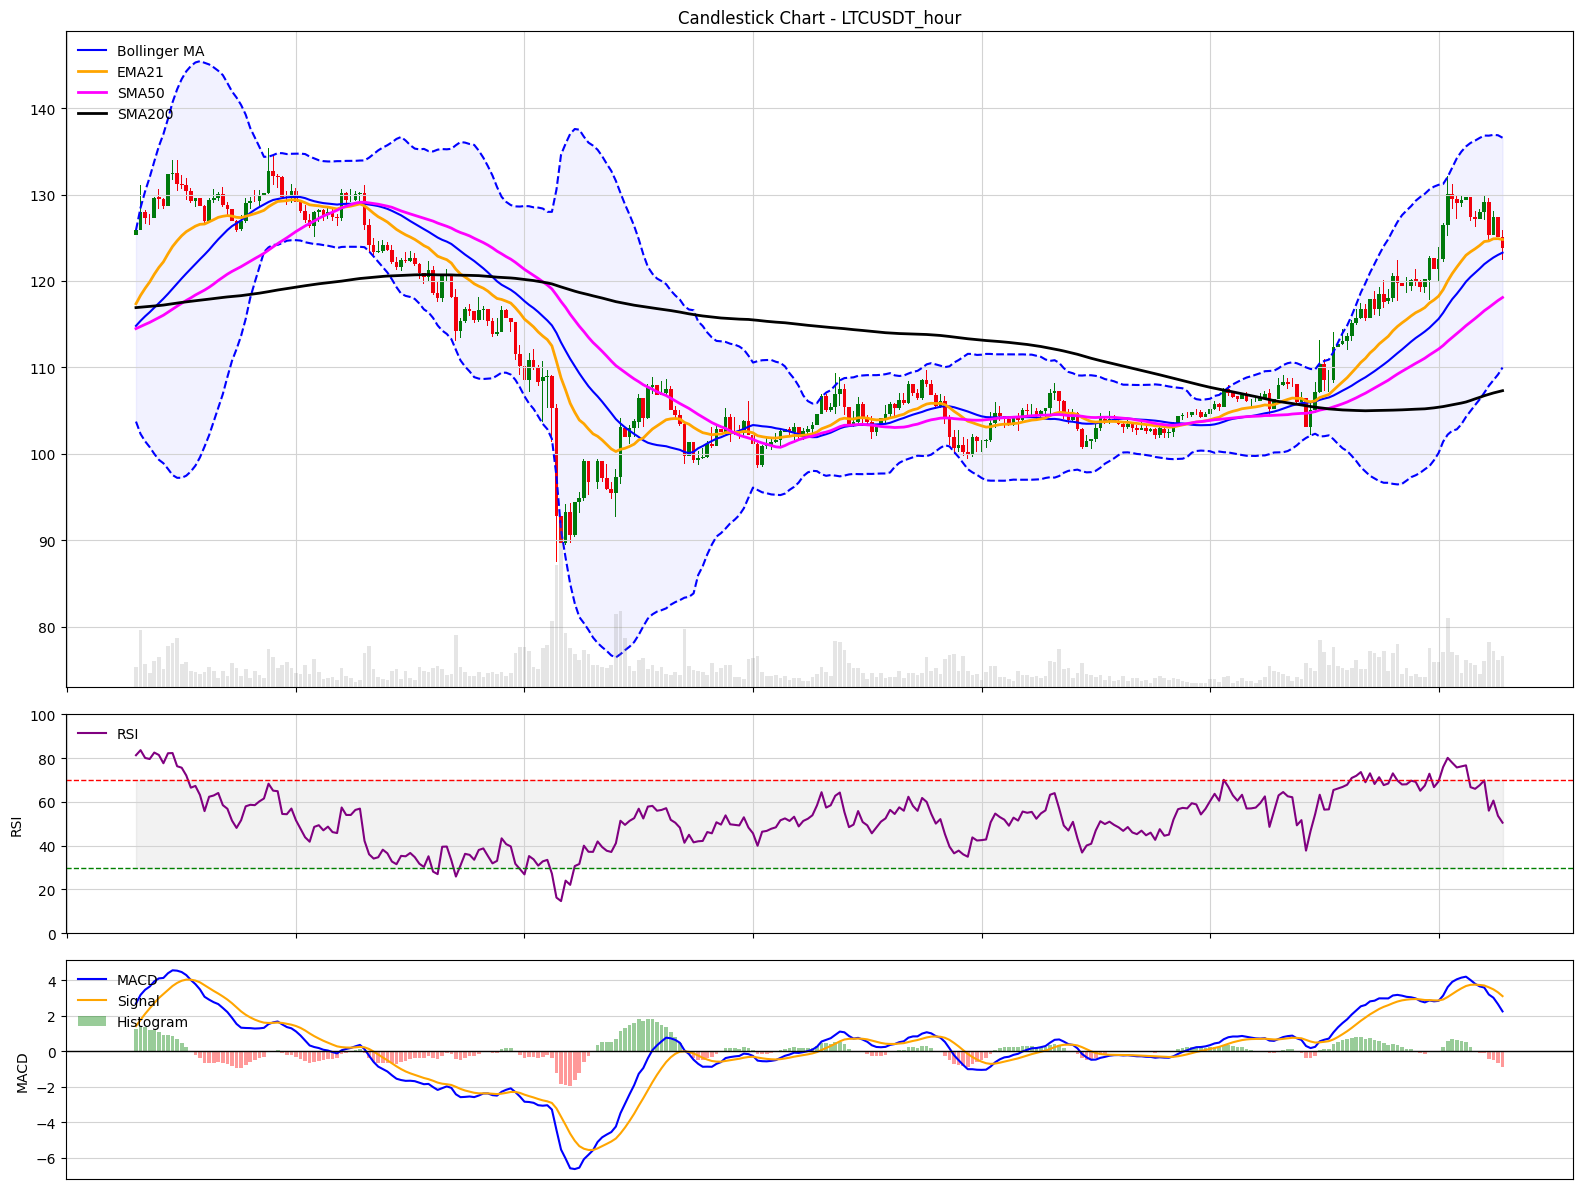 Candlestick Chart - LTCUSDT_hour
Bollinger MA
EMA21
SMA50
SMA200
140
130
120
110
100
90
80
RSI
100
80
60
40
20
0
RSI
MACD
Signal
Histogram
4
2
0
−2
−4
−6
MACD